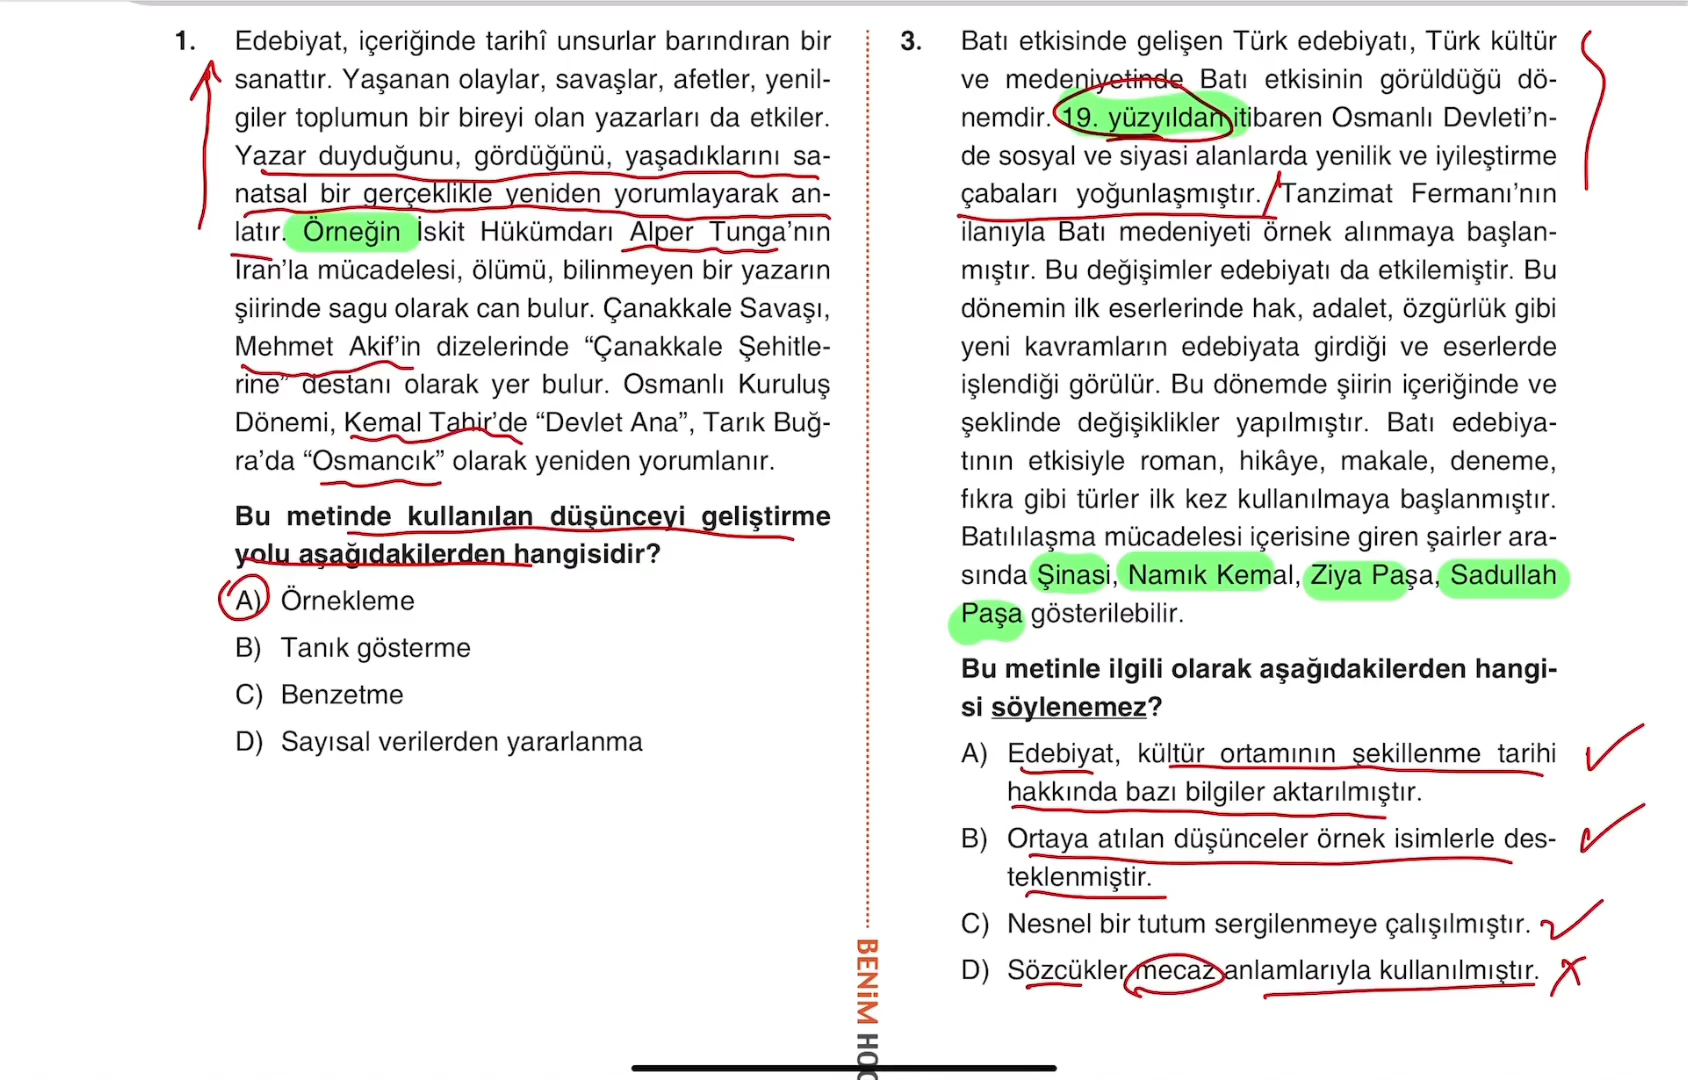 1. Edebiyat, içeriğinde tarihî unsurlar barındıran bir
sanattır. Yaşanan olaylar, savaşlar, afetler, yenil-
giler toplumun bir bireyi olan yazarları da etkiler.
Yazar duyduğunu, gördüğünü, yaşadıklarını sa-
natsal bir gerçeklikle yeniden yorumlayarak an-
latır. Örneğin İskit Hükümdarı Alper Tunga’nın
İran’la mücadelesi, ölümü, bilinmeyen bir yazarın
şiirinde sagu olarak can bulur. Çanakkale Savaşı,
Mehmet Akif’in dizelerinde “Çanakkale Şehitle-
rine” destanı olarak yer bulur. Osmanlı Kuruluş
Dönemi, Kemal Tahir’de “Devlet Ana”, Tarık Buğ-
ra’da “Osmancık” olarak yeniden yorumlanır.
Bu metinde kullanılan düşünceyi geliştirme
yolu aşağıdakilerden hangisidir?
A) Örnekleme
B) Tanık gösterme
C) Benzetme
D) Sayısal verilerden yararlanma
3. Batı etkisinde gelişen Türk edebiyatı, Türk kültür
ve medeniyetinde Batı etkisinin görüldüğü dö-
nemdir. 19. yüzyıldan itibaren Osmanlı Devleti’n-
de sosyal ve siyasi alanlarda yenilik ve iyileştirme
çabaları yoğunlaşmıştır. Tanzimat Fermanı’nın
ilanıyla Batı medeniyeti örnek alınmaya başlan-
mıştır. Bu değişimler edebiyatı da etkilemiştir. Bu
dönemin ilk eserlerinde hak, adalet, özgürlük gibi
yeni kavramların edebiyata girdiği ve eserlerde
işlendiği görülür. Bu dönemde şiirin içeriğinde ve
şeklinde değişiklikler yapılmıştır. Batı edebiya-
tının etkisiyle roman, hikâye, makale, deneme,
fıkra gibi türler ilk kez kullanılmaya başlanmıştır.
Batılılaşma mücadelesi içerisine giren şairler ara-
sında Şinasi, Namık Kemal, Ziya Paşa, Sadullah
Paşa gösterilebilir.
Bu metinle ilgili olarak aşağıdakilerden hangi-
si söylenemez?
A) Edebiyat, kültür ortamının şekillenme tarihi
hakkında bazı bilgiler aktarılmıştır.
B) Ortaya atılan düşünceler örnek isimlerle des-
teklenmiştir.
C) Nesnel bir tutum sergilenmeye çalışılmıştır.
D) Sözcükler mecaz anlamlarıyla kullanılmıştır.
BENİM